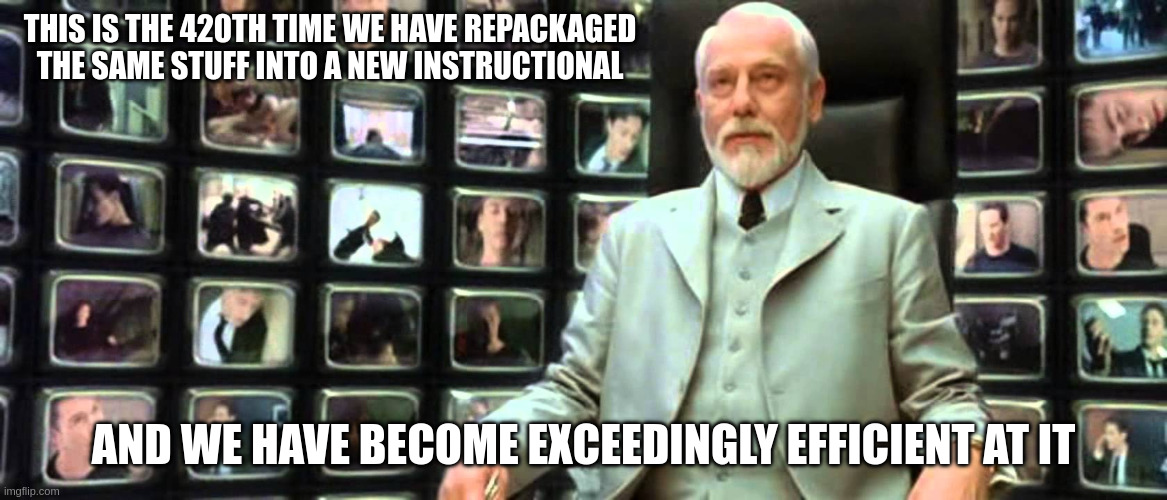 THIS IS THE 420TH TIME WE HAVE REPACKAGED
THE SAME STUFF INTO A NEW INSTRUCTIONAL
AND WE HAVE BECOME EXCEEDINGLY EFFICIENT AT IT
imgflip.com